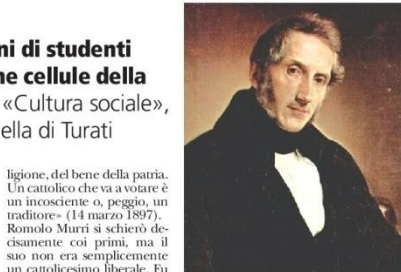 ni di studenti
ne cellule della
«Cultura sociale»,
ella di Turati
ligione, del bene della patria.
Un cattolico che va a votare è
un incosciente o, peggio, un
traditore» (14 marzo 1897).
Romolo Murri si schierò de-
cisamente coi primi, ma il
suo non era semplicemente
un cattolicesimo liberale. Fu